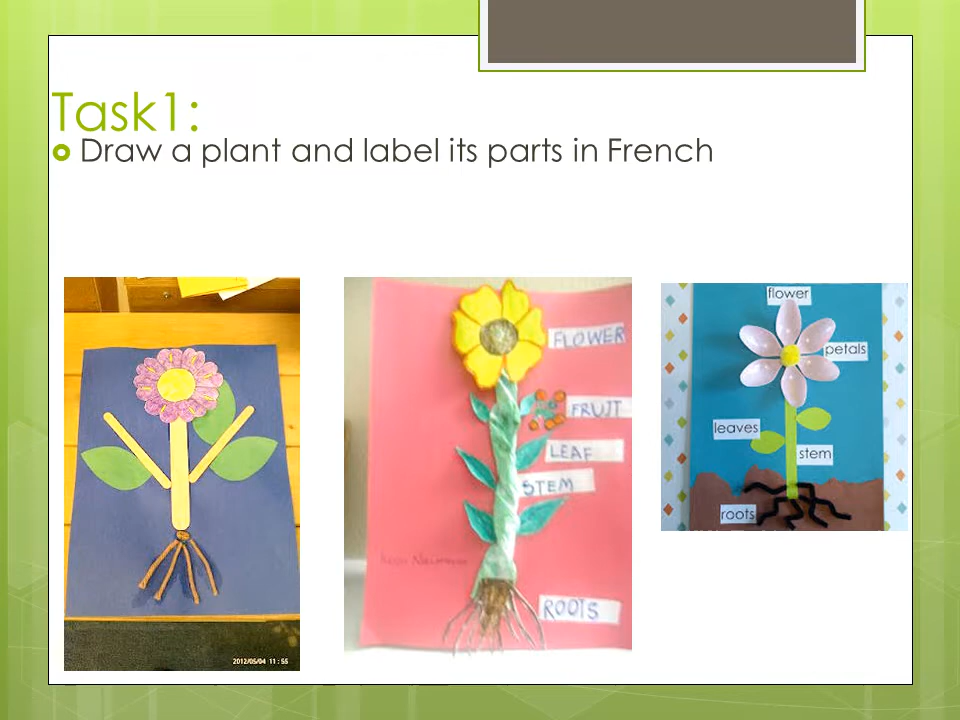 Task1:
Draw a plant and label its parts in French
2012/05/04 11:55
FLOWER
FRUIT
LEAF
STEM
ROOTS
flower
petals
leaves
stem
roots